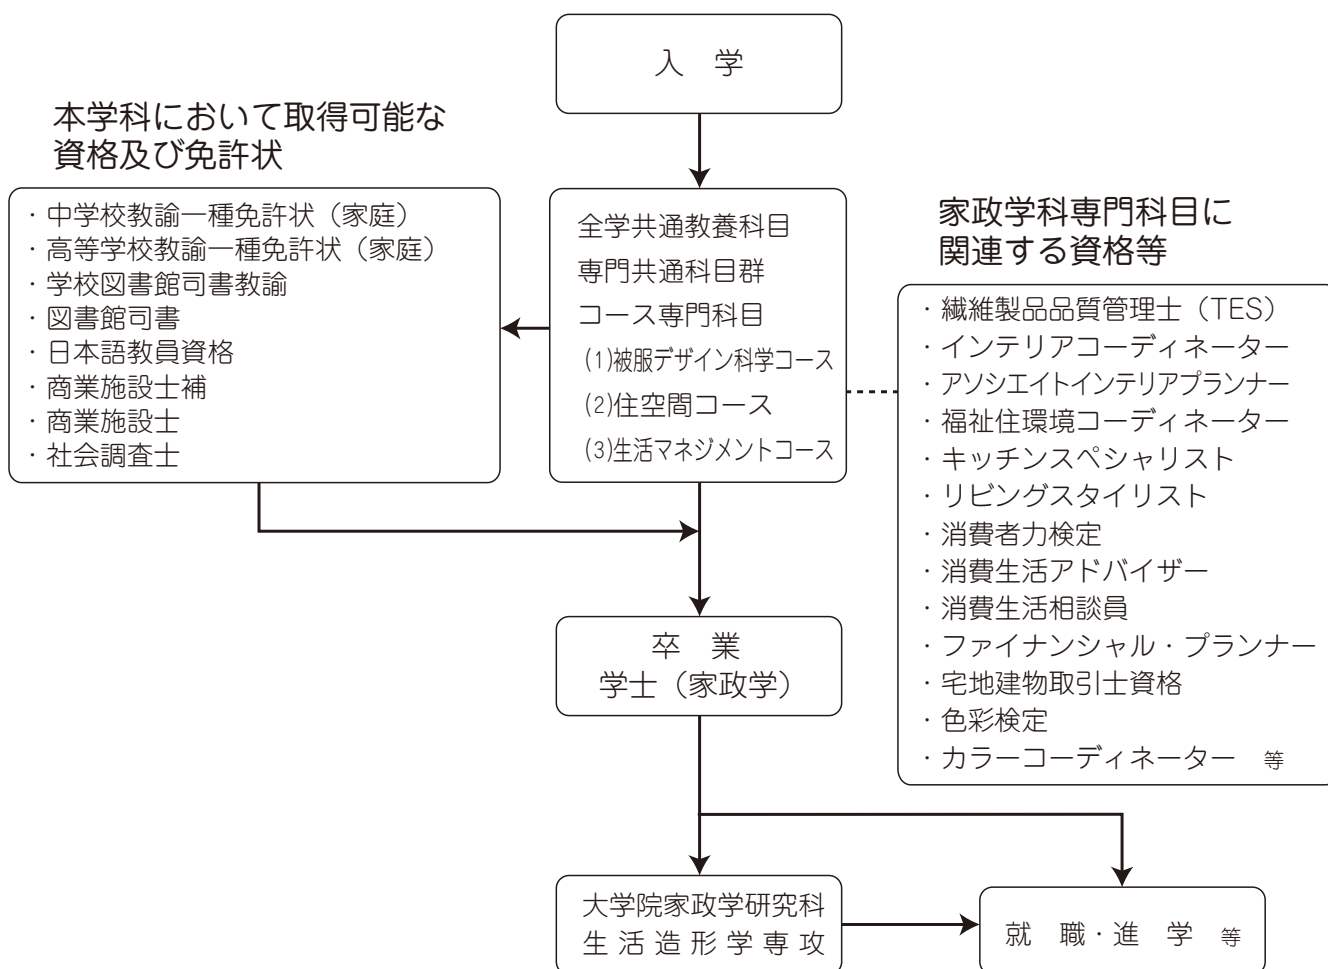 入　学
本学科において取得可能な
資格及び免許状
・中学校教諭一種免許状（家庭）
・高等学校教諭一種免許状（家庭）
・学校図書館司書教諭
・図書館司書
・日本語教員資格
・商業施設士補
・商業施設士
・社会調査士
全学共通教養科目
専門共通科目群
コース専門科目
(1)被服デザイン科学コース
(2)住空間コース
(3)生活マネジメントコース
家政学科専門科目に
関連する資格等
・繊維製品品質管理士（TES）
・インテリアコーディネーター
・アソシエイトインテリアプランナー
・福祉住環境コーディネーター
・キッチンスペシャリスト
・リビングスタイリスト
・消費者力検定
・消費生活アドバイザー
・消費生活相談員
・ファイナンシャル・プランナー
・宅地建物取引士資格
・色彩検定
・カラーコーディネーター　等
卒　業
学士（家政学）
大学院家政学研究科
生活造形学専攻
就　職・進　学　等